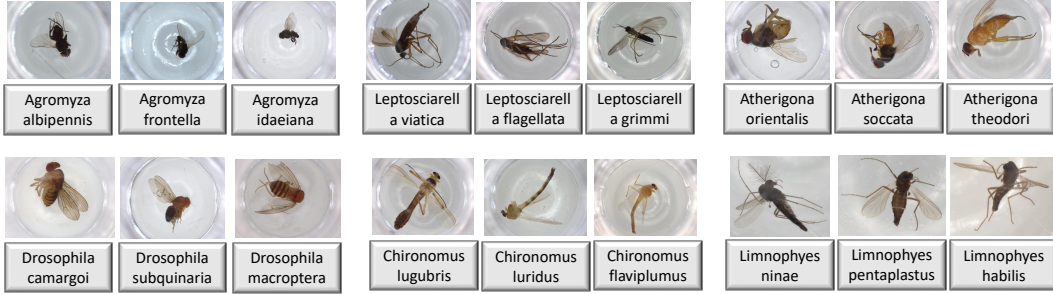 Agromyza
albipennis
Agromyza
frontella
Agromyza
idaeiana
Leptosciarell
a viatica
Leptosciarell
a flagellata
Leptosciarell
a grimmi
Atherigona
orientalis
Atherigona
soccata
Atherigona
theodori
Drosophila
camargoi
Drosophila
subquinaria
Drosophila
macroptera
Chironomus
lugubris
Chironomus
luridus
Chironomus
flaviplumus
Limnophyes
ninae
Limnophyes
pentaplastus
Limnophyes
habilis